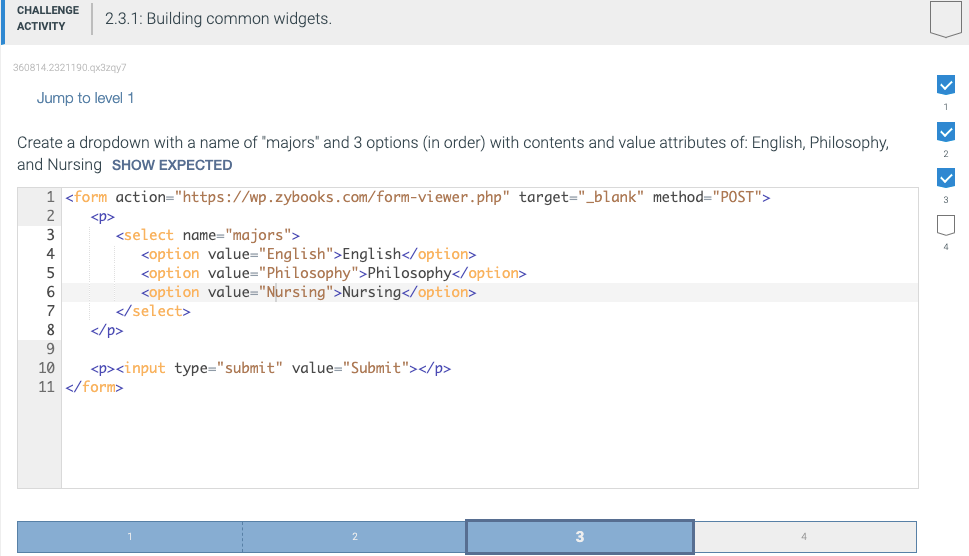 CHALLENGE
ACTIVITY
2.3.1: Building common widgets.
360814.2321190.qx3zqy7
Jump to level 1
Create a dropdown with a name of "majors" and 3 options (in order) with contents and value attributes of: English, Philosophy,
and Nursing SHOW EXPECTED
1 <form action="https://wp.zybooks.com/form-viewer.php" target="_blank" method="POST">
2 <p>
3 <select name="majors">
4 <option value="English">English</option>
5 <option value="Philosophy">Philosophy</option>
6 <option value="Nursing">Nursing</option>
7 </select>
8 </p>
9
10 <p><input type="submit" value="Submit"></p>
11 </form>
1
2
3
4
1 2 3 4